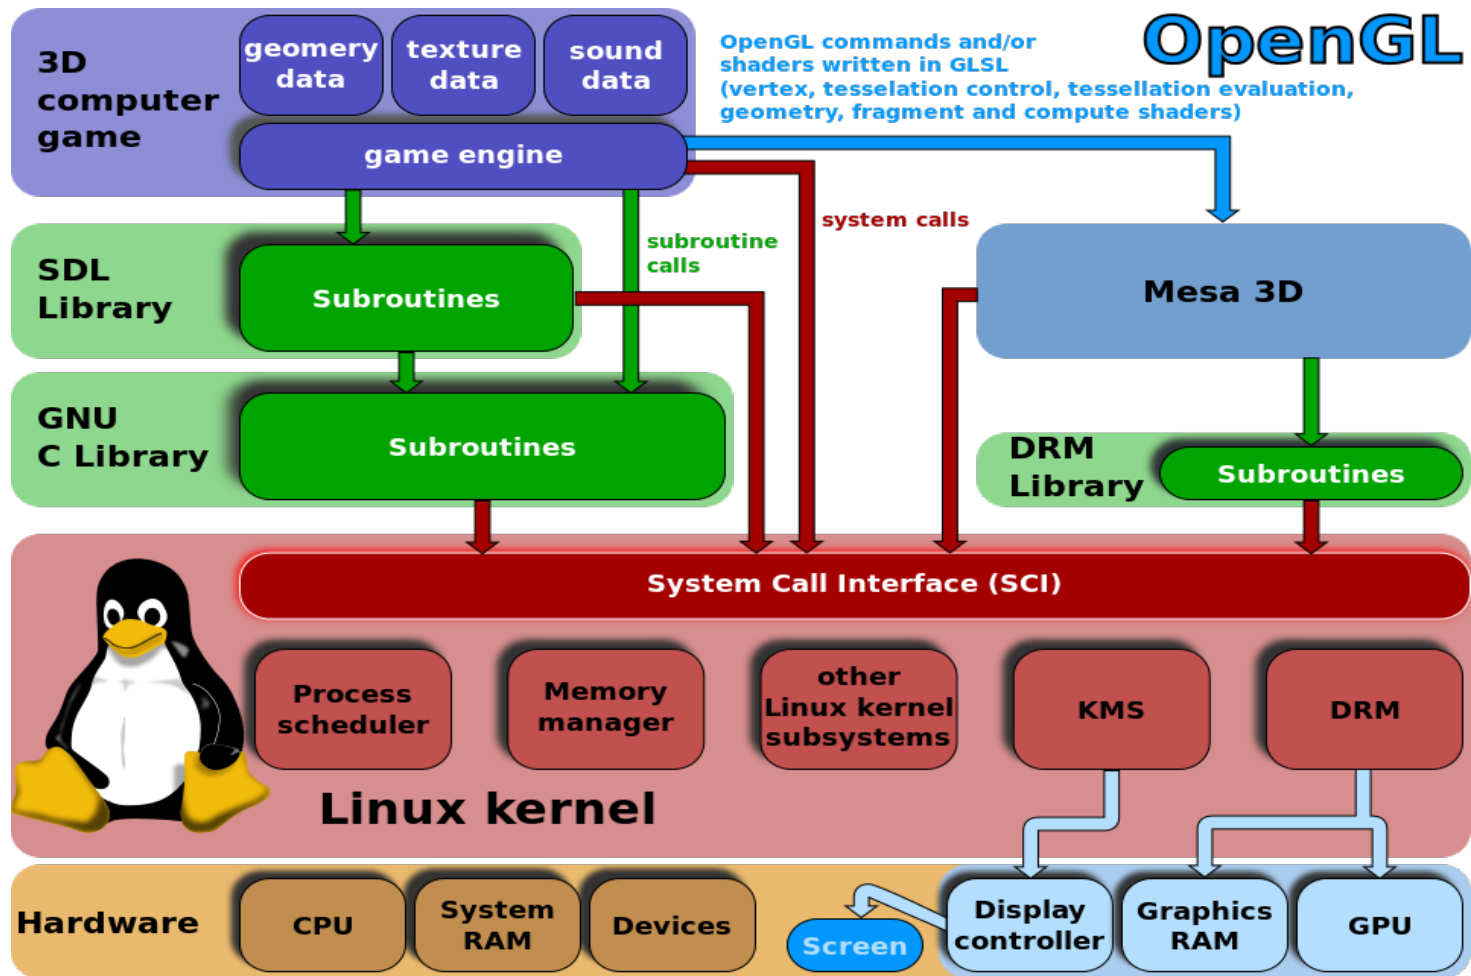 3D
computer
game
geomery
data
texture
data
sound
data
game engine
OpenGL commands and/or
shaders written in GLSL
(vertex, tesselation control, tessellation evaluation,
geometry, fragment and compute shaders)
OpenGL
system calls
subroutine
calls
SDL
Library
Subroutines
Mesa 3D
GNU
C Library
Subroutines
DRM
Library
Subroutines
System Call Interface (SCI)
Process
scheduler
Memory
manager
other
Linux kernel
subsystems
KMS
DRM
Linux kernel
Hardware
CPU
System
RAM
Devices
Screen
Display
controller
Graphics
RAM
GPU